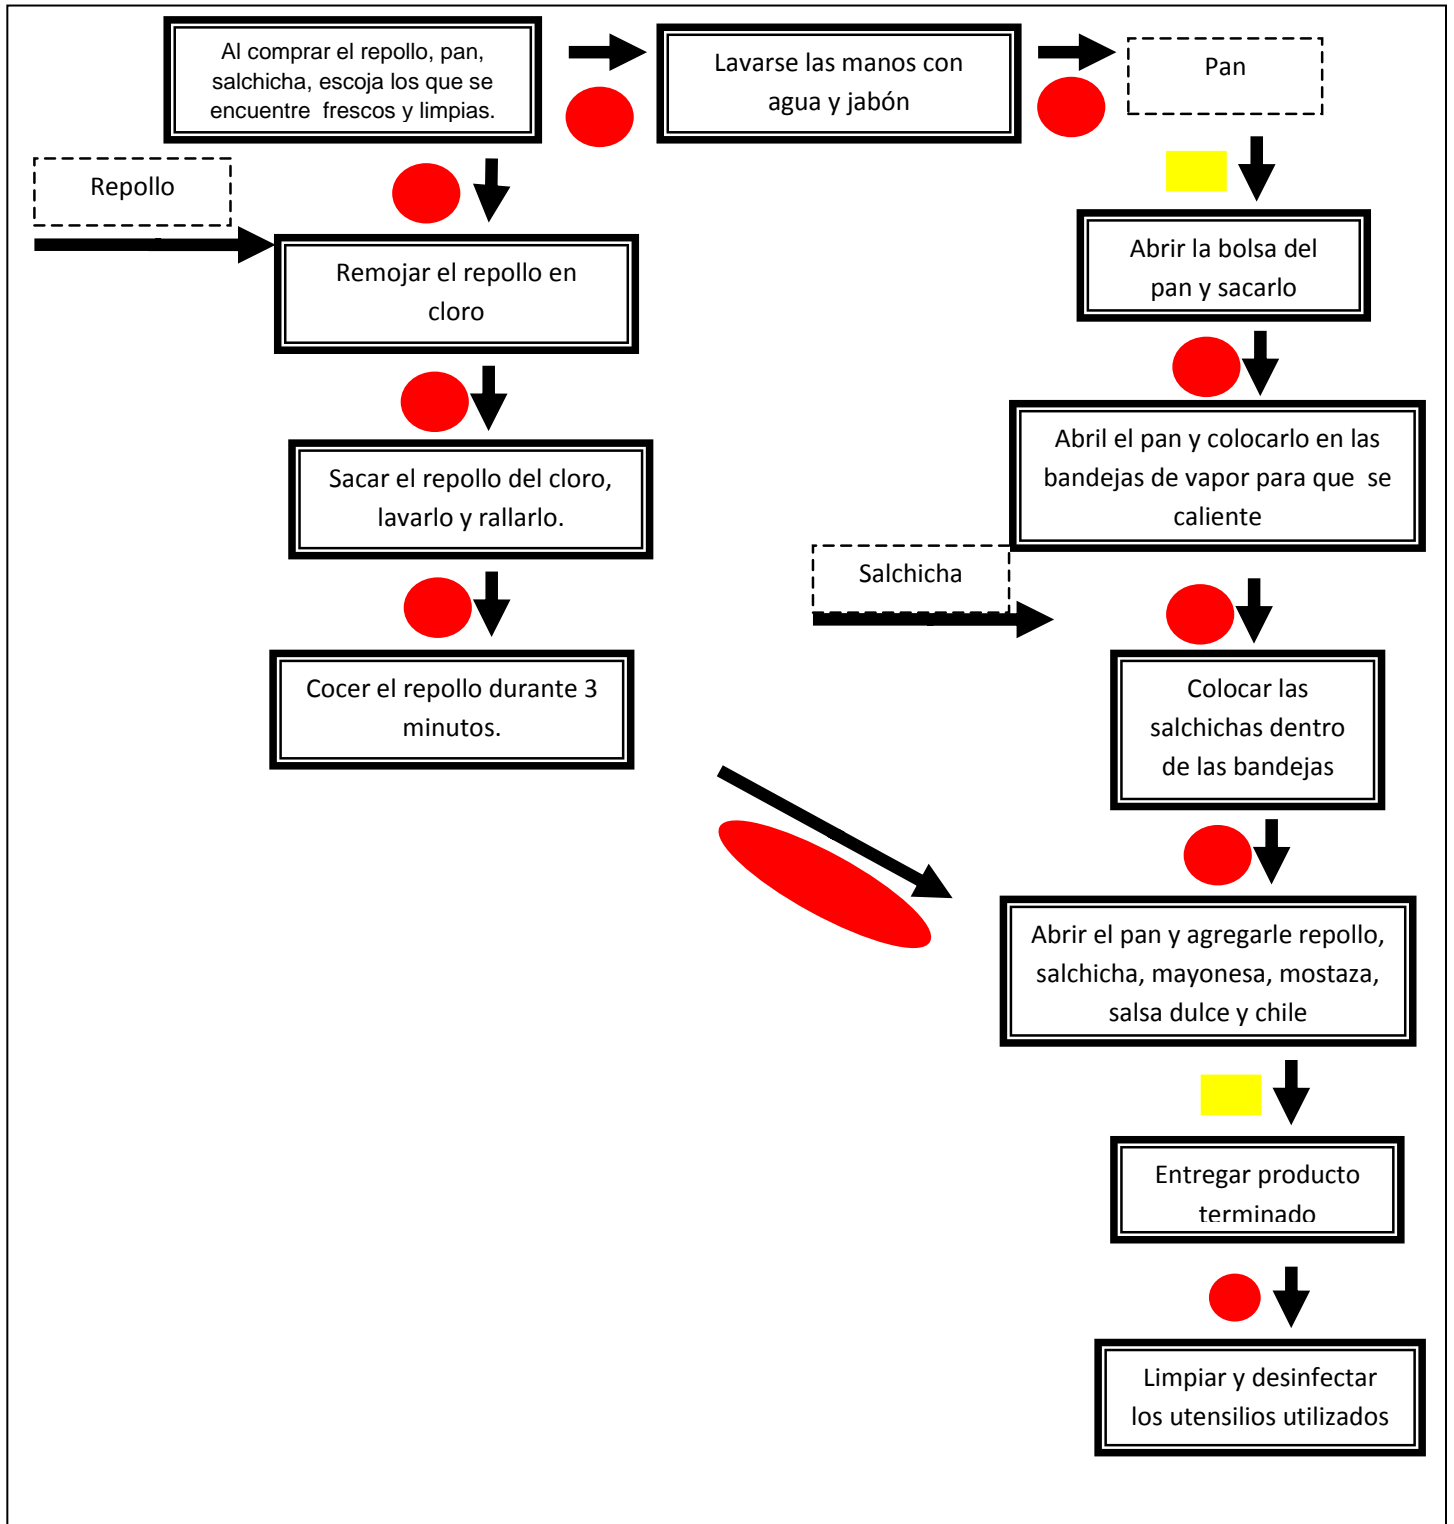 Al comprar el repollo, pan,
salchicha, escoja los que se
encuentre  frescos y limpias.
Lavarse las manos con
agua y jabón
Pan
Repollo
Remojar el repollo en
cloro
Abrir la bolsa del
pan y sacarlo
Sacar el repollo del cloro,
lavarlo y rallarlo.
Abril el pan y colocarlo en las
bandejas de vapor para que  se
caliente
Salchicha
Cocer el repollo durante 3
minutos.
Colocar las
salchichas dentro
de las bandejas
Abrir el pan y agregarle repollo,
salchicha, mayonesa, mostaza,
salsa dulce y chile
Entregar producto
terminado
Limpiar y desinfectar
los utensilios utilizados